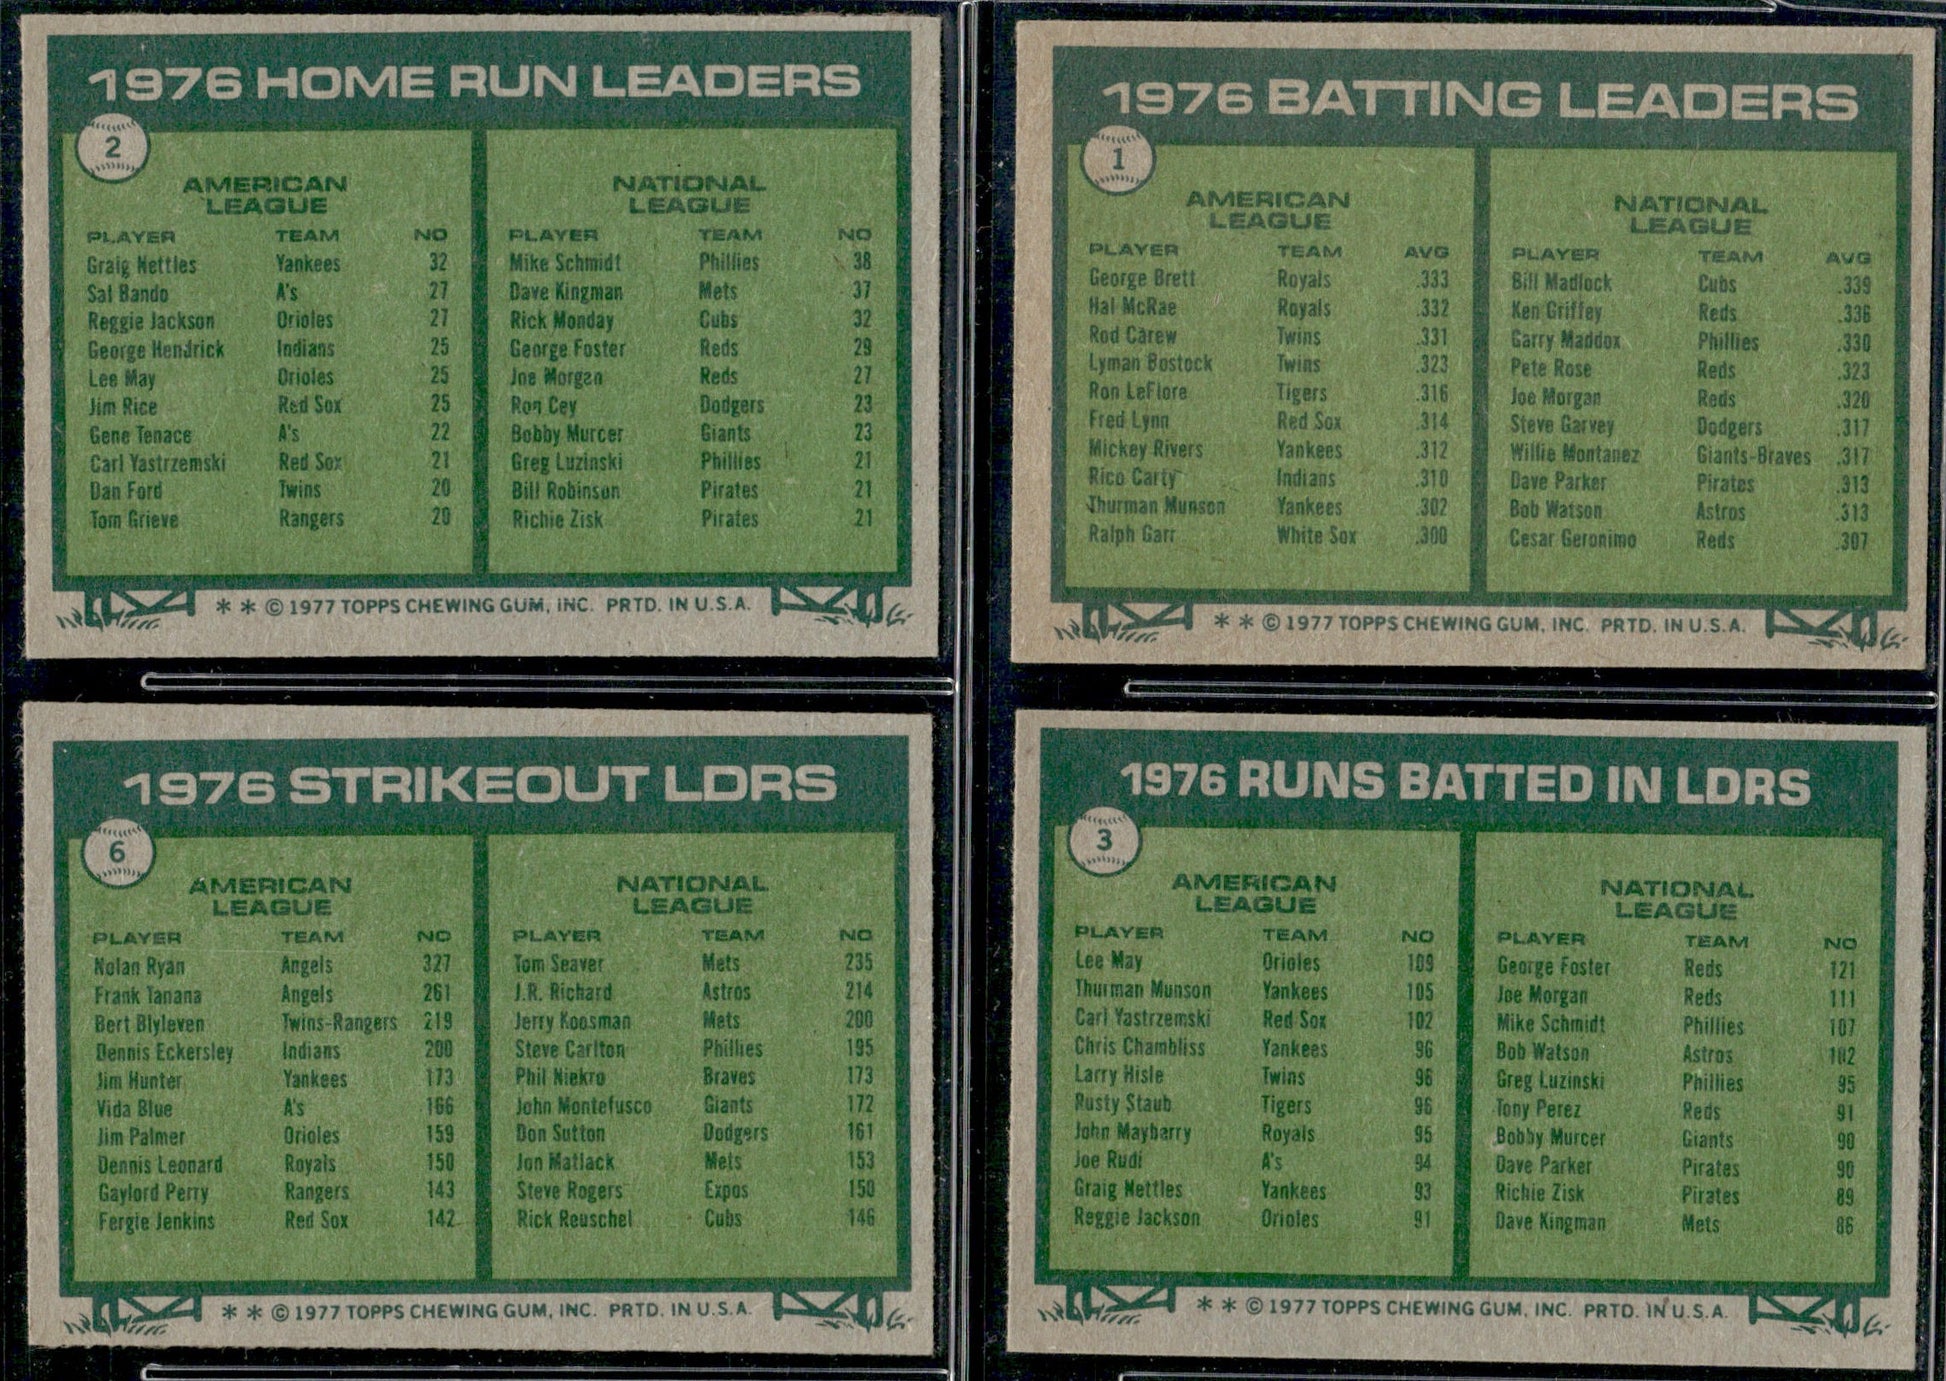 1976 HOME RUN LEADERS
2
AMERICAN
LEAGUE
PLAYER TEAM NO
Graig Nettles Yankees 32
Sal Bando A's 27
Reggie Jackson Orioles 27
George Hendrick Indians 25
Lee May Orioles 25
Jim Rice Red Sox 25
Gene Tenace A's 22
Carl Yastrzemski Red Sox 21
Dan Ford Twins 20
Tom Grieve Rangers 20
NATIONAL
LEAGUE
PLAYER TEAM NO
Mike Schmidt Phillies 38
Dave Kingman Mets 37
Rick Monday Cubs 32
George Foster Reds 29
Joe Morgan Reds 27
Ron Cey Dodgers 23
Bobby Murcer Giants 23
Greg Luzinski Phillies 21
Bill Robinson Pirates 21
Richie Zisk Pirates 21
* * © 1977 TOPPS CHEWING GUM, INC. PRTD. IN U.S.A.
1976 BATTING LEADERS
1
AMERICAN
LEAGUE
PLAYER TEAM AVG
George Brett Royals .333
Hal McRae Royals .332
Rod Carew Twins .331
Lyman Bostock Twins .323
Ron LeFlore Tigers .316
Fred Lynn Red Sox .314
Mickey Rivers Yankees .312
Rico Carty Indians .310
Thurman Munson Yankees .302
Ralph Garr White Sox .300
NATIONAL
LEAGUE
PLAYER TEAM AVG
Bill Madlock Cubs .339
Ken Griffey Reds .336
Garry Maddox Phillies .330
Pete Rose Reds .323
Joe Morgan Reds .320
Steve Garvey Dodgers .317
Willie Montanez Giants-Braves .317
Dave Parker Pirates .313
Bob Watson Astros .313
Cesar Geronimo Reds .307
* * © 1977 TOPPS CHEWING GUM, INC. PRTD. IN U.S.A.
1976 STRIKEOUT LDRS
6
AMERICAN
LEAGUE
PLAYER TEAM NO
Nolan Ryan Angels 327
Frank Tanana Angels 261
Bert Blyleven Twins-Rangers 219
Dennis Eckersley Indians 200
Jim Hunter Yankees 173
Vida Blue A's 166
Jim Palmer Orioles 159
Dennis Leonard Royals 150
Gaylord Perry Rangers 143
Fergie Jenkins Red Sox 142
NATIONAL
LEAGUE
PLAYER TEAM NO
Tom Seaver Mets 235
J.R. Richard Astros 214
Jerry Koosman Mets 200
Steve Carlton Phillies 195
Phil Niekro Braves 173
John Montefusco Giants 172
Don Sutton Dodgers 161
Jon Matlack Mets 153
Steve Rogers Expos 150
Rick Reuschel Cubs 146
* * © 1977 TOPPS CHEWING GUM, INC. PRTD. IN U.S.A.
1976 RUNS BATTED IN LDRS
3
AMERICAN
LEAGUE
PLAYER TEAM NO
Lee May Orioles 109
Thurman Munson Yankees 105
Carl Yastrzemski Red Sox 102
Chris Chambliss Yankees 96
Larry Hisle Twins 96
Rusty Staub Tigers 96
John Mayberry Royals 95
Joe Rudi A's 94
Graig Nettles Yankees 93
Reggie Jackson Orioles 91
NATIONAL
LEAGUE
PLAYER TEAM NO
George Foster Reds 121
Joe Morgan Reds 111
Mike Schmidt Phillies 107
Bob Watson Astros 102
Greg Luzinski Phillies 95
Tony Perez Reds 91
Bobby Murcer Giants 90
Dave Parker Pirates 90
Richie Zisk Pirates 89
Dave Kingman Mets 86
* * © 1977 TOPPS CHEWING GUM, INC. PRTD. IN U.S.A.